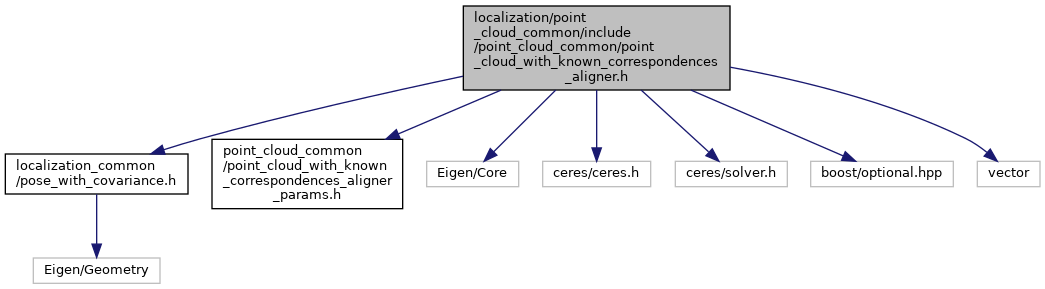 localization/point
_cloud_common/include
/point_cloud_common/point
_cloud_with_known_correspondences
_aligner.h
localization_common
/pose_with_covariance.h
point_cloud_common
/point_cloud_with_known
_correspondences_aligner
_params.h
Eigen/Core
ceres/ceres.h
ceres/solver.h
boost/optional.hpp
vector
Eigen/Geometry